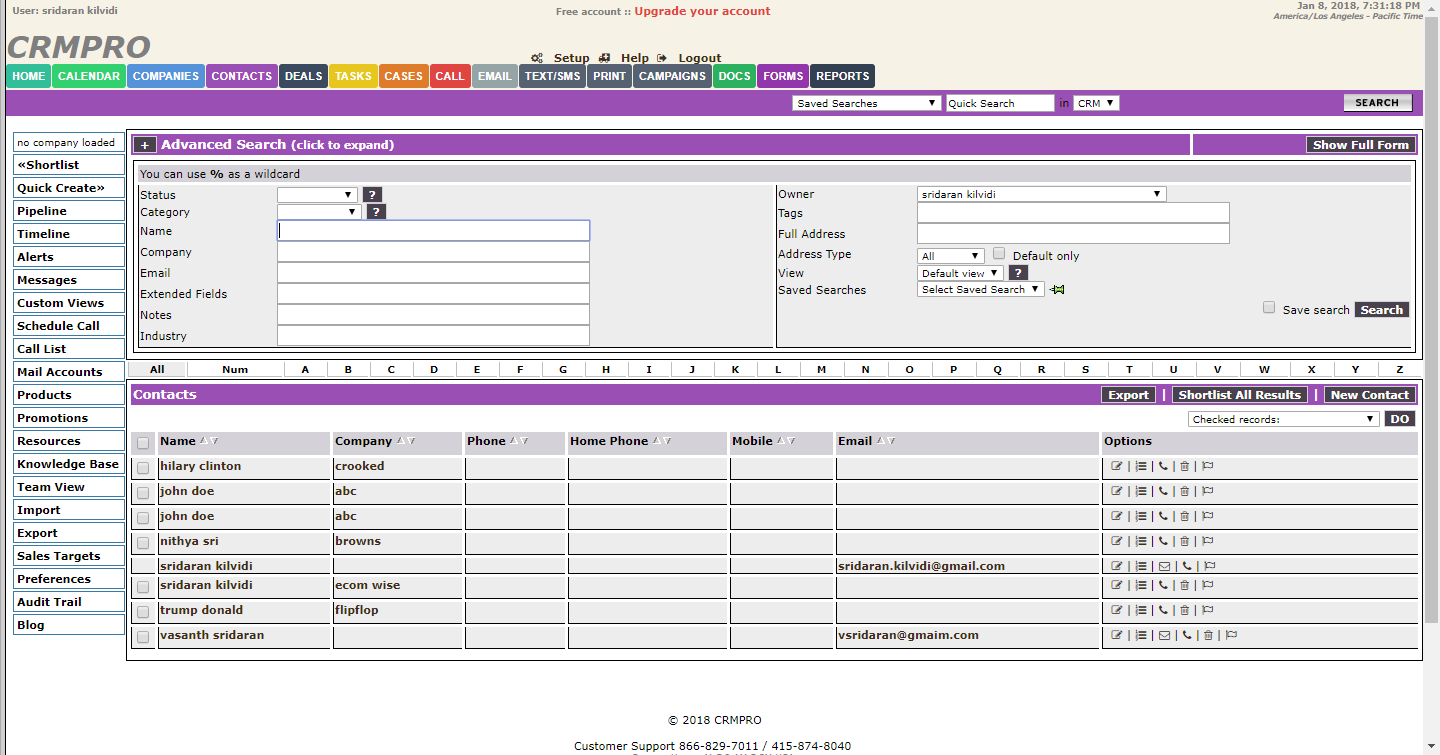 User: sridaran kilvidi
Free account :: Upgrade your account
Jan 8, 2018, 7:31:18 PM
America/Los Angeles - Pacific Time
CRMPRO
Setup Help Logout
HOME CALENDAR COMPANIES CONTACTS DEALS TASKS CASES CALL EMAIL TEXT/SMS PRINT CAMPAIGNS DOCS FORMS REPORTS
Saved Searches Quick Search in CRM SEARCH
no company loaded
«Shortlist
Quick Create»
Pipeline
Timeline
Alerts
Messages
Custom Views
Schedule Call
Call List
Mail Accounts
Products
Promotions
Resources
Knowledge Base
Team View
Import
Export
Sales Targets
Preferences
Audit Trail
Blog
+ Advanced Search (click to expand) Show Full Form
You can use % as a wildcard
Status ?
Category ?
Name
Company
Email
Extended Fields
Notes
Industry
Owner sridaran kilvidi
Tags
Full Address
Address Type All Default only
View Default view ?
Saved Searches Select Saved Search
Save search Search
All Num A B C D E F G H I J K L M N O P Q R S T U V W X Y Z
Contacts Export | Shortlist All Results | New Contact
Checked records: DO
Name Company Phone Home Phone Mobile Email Options
hilary clinton crooked
john doe abc
john doe abc
nithya sri browns
sridaran kilvidi sridaran.kilvidi@gmail.com
sridaran kilvidi ecom wise
trump donald flipflop
vasanth sridaran vsridaran@gmaim.com
© 2018 CRMPRO
Customer Support 866-829-7011 / 415-874-8040